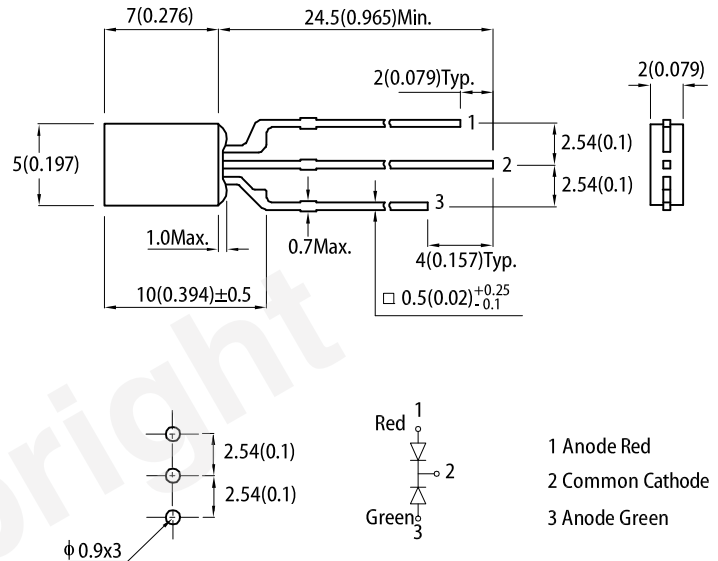 7(0.276)
24.5(0.965)Min.
2(0.079)Typ.
2(0.079)
1
5(0.197)
2.54(0.1)
2
2.54(0.1)
3
1.0Max.
0.7Max.
4(0.157)Typ.
10(0.394)±0.5
□ 0.5(0.02)+0.25 -0.1
bright
2.54(0.1)
2.54(0.1)
ϕ 0.9x3
1
Red
2
Green
3
1 Anode Red
2 Common Cathode
3 Anode Green